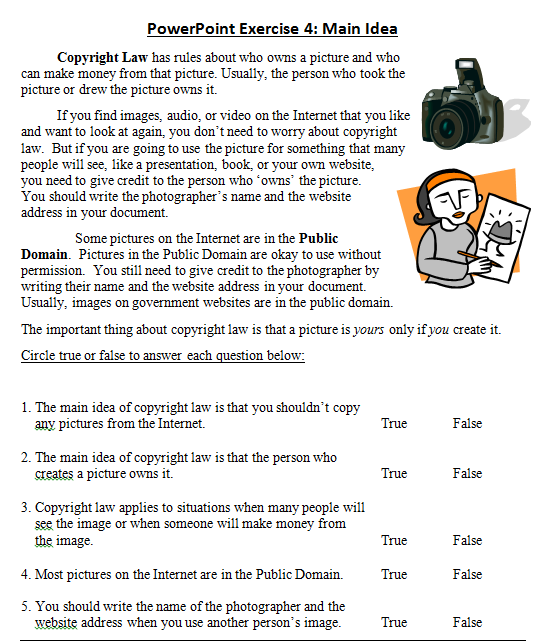 PowerPoint Exercise 4: Main Idea
Copyright Law has rules about who owns a picture and who
can make money from that picture. Usually, the person who took the
picture or drew the picture owns it.
If you find images, audio, or video on the Internet that you like
and want to look at again, you don't need to worry about copyright
law.  But if you are going to use the picture for something that many
people will see, like a presentation, book, or your own website,
you need to give credit to the person who 'owns' the picture.
You should write the photographer's name and the website
address in your document.
Some pictures on the Internet are in the Public
Domain.  Pictures in the Public Domain are okay to use without
permission.  You still need to give credit to the photographer by
writing their name and the website address in your document.
Usually, images on government websites are in the public domain.
The important thing about copyright law is that a picture is yours only if you create it.
Circle true or false to answer each question below:
1. The main idea of copyright law is that you shouldn't copy
any pictures from the Internet. True False
2. The main idea of copyright law is that the person who
creates a picture owns it. True False
3. Copyright law applies to situations when many people will
see the image or when someone will make money from
the image. True False
4. Most pictures on the Internet are in the Public Domain. True False
5. You should write the name of the photographer and the
website address when you use another person's image. True False